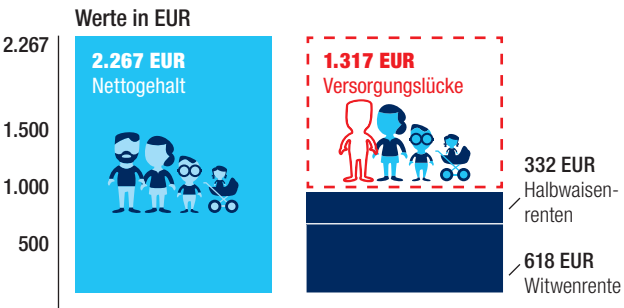 Werte in EUR
2.267
1.500
1.000
500
2.267 EUR
Nettogehalt
1.317 EUR
Versorgungslücke
332 EUR
Halbwaisen-
renten
618 EUR
Witwenrente